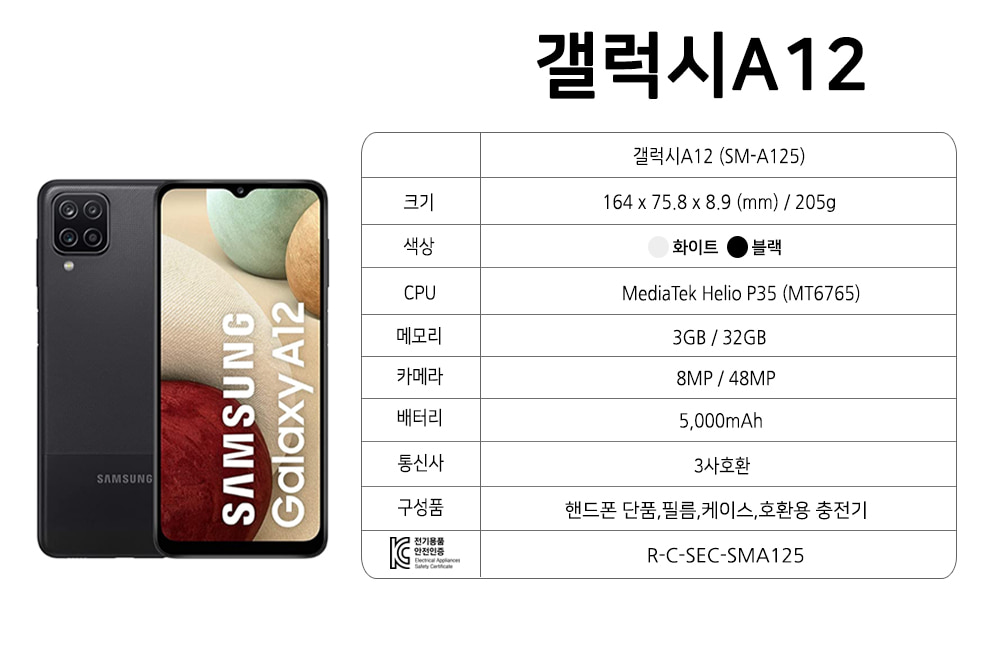 갤럭시A12
갤럭시A12 (SM-A125)
크기 164 x 75.8 x 8.9 (mm) / 205g
색상 화이트 블랙
CPU MediaTek Helio P35 (MT6765)
메모리 3GB / 32GB
카메라 8MP / 48MP
배터리 5,000mAh
통신사 3사호환
구성품 핸드폰 단품,필름,케이스,호환용 충전기
전기용품
안전인증
Electrical Appliances
Safety Certificate
R-C-SEC-SMA125
SAMSUNG
SAMSUNG
Galaxy A12